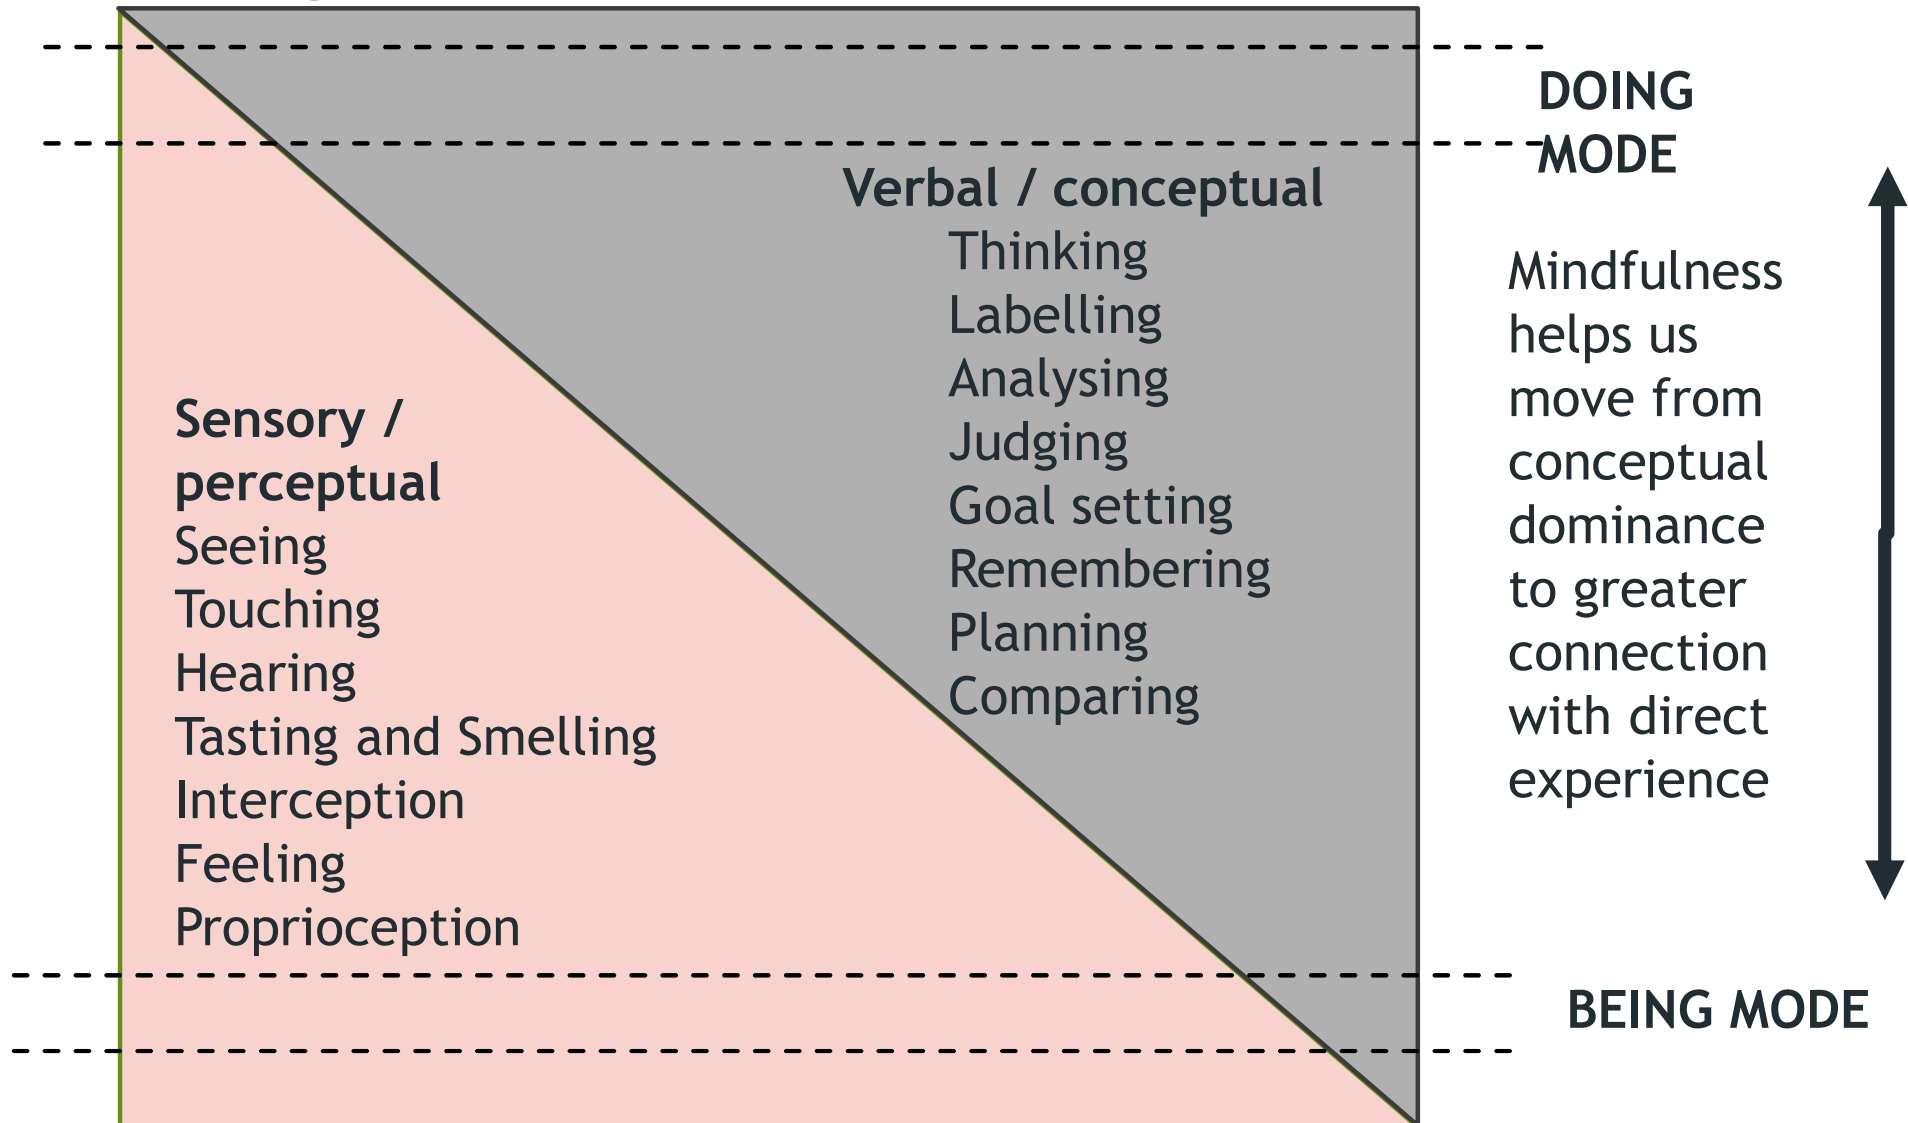 DOING
MODE
Verbal / conceptual
Thinking
Labelling
Analysing
Judging
Goal setting
Remembering
Planning
Comparing
Sensory /
perceptual
Seeing
Touching
Hearing
Tasting and Smelling
Interception
Feeling
Proprioception
Mindfulness
helps us
move from
conceptual
dominance
to greater
connection
with direct
experience
BEING MODE